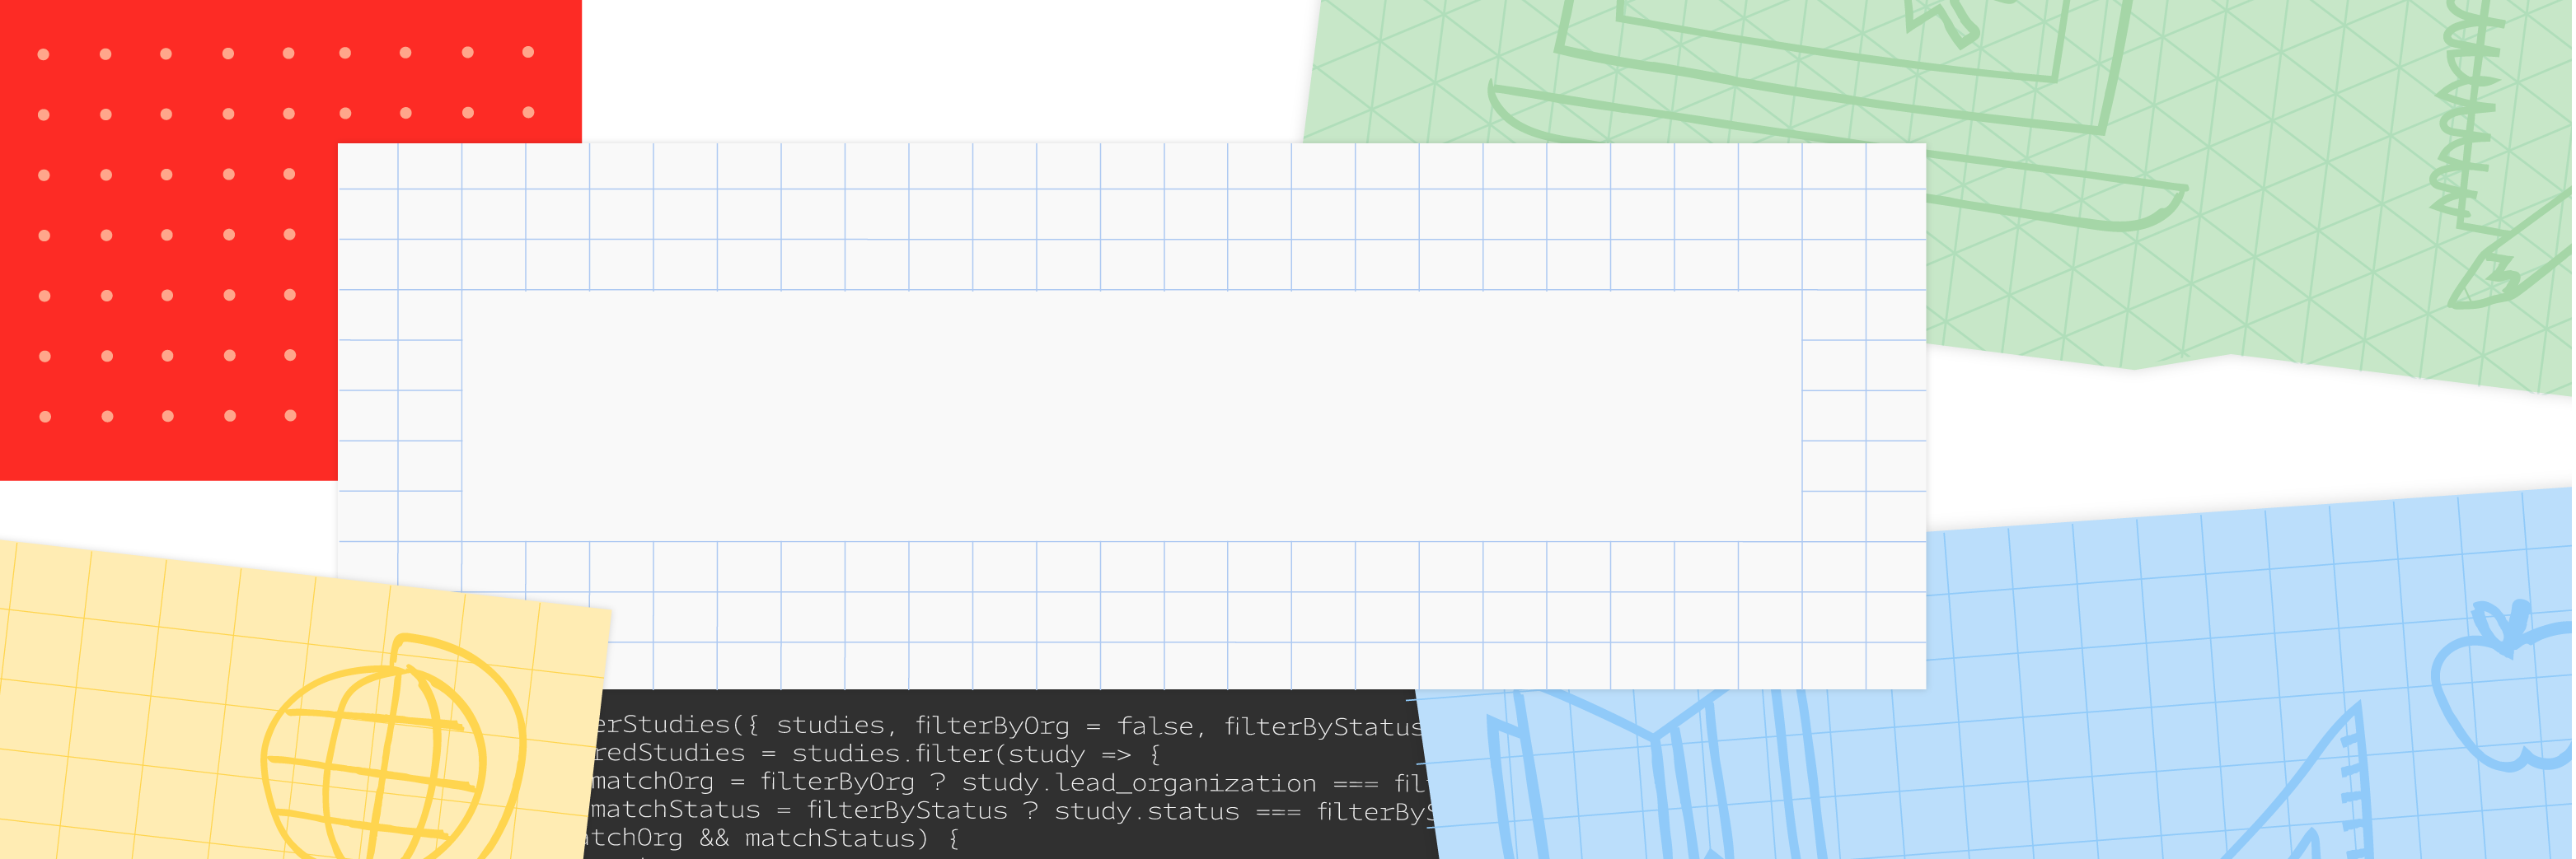 erStudies({ studies, filterByOrg = false, filterByStatus
redStudies = studies.filter(study => {
matchOrg = filterByOrg ? study.lead_organization === fil
matchStatus = filterByStatus ? study.status === filterByS
atchOrg && matchStatus) {